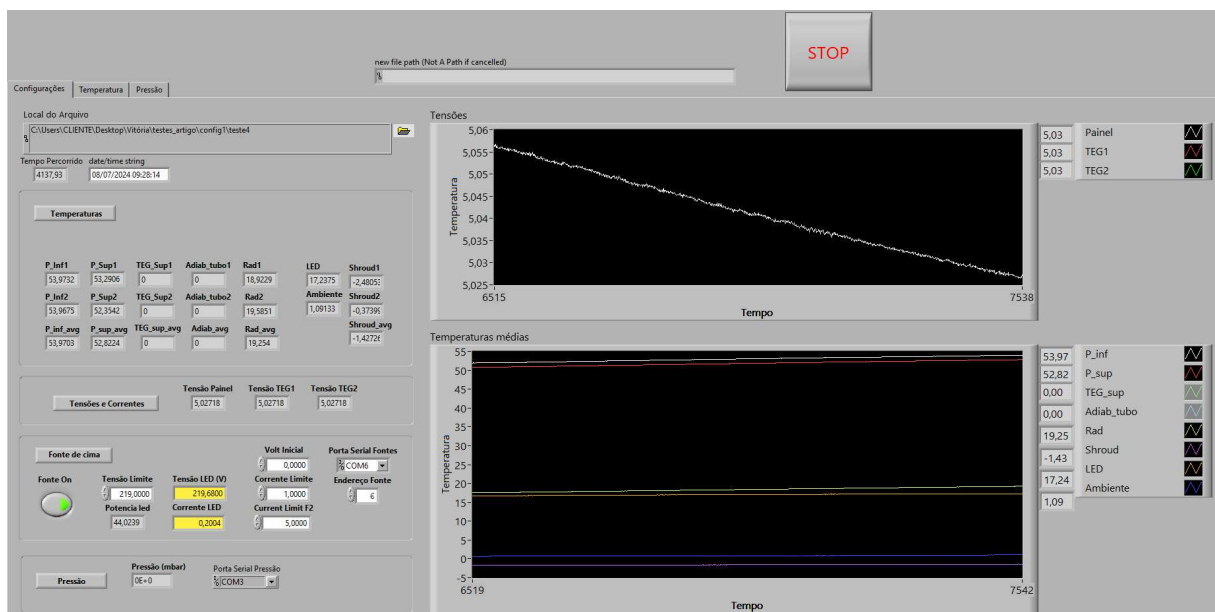 STOP
new file path (Not A Path if cancelled)
Configurações Temperatura Pressão
Local do Arquivo
C:\Users\CLIENTE\Desktop\Vitória\testes_artigo\config1\teste4
Tempo Percorrido date/time string
4137,93 08/07/2024 09:28:14
Temperaturas
P_Inf1 P_Sup1 TEG_Sup1 Adiab_tubo1 Rad1 LED Shroud1
53,9732 53,2906 0 0 18,9229 17,2375 -2,4805
P_Inf2 P_Sup2 TEG_Sup2 Adiab_tubo2 Rad2 Ambiente Shroud2
53,9675 52,3542 0 0 19,5851 1,09133 -0,3739
P_inf_avg P_sup_avg TEG_sup_avg Adiab_avg Rad_avg Shroud_avg
53,9703 52,8224 0 0 19,254 -1,4272
Tensão Painel Tensão TEG1 Tensão TEG2
Tensões e Correntes 5,02718 5,02718 5,02718
Fonte de cima Volt Inicial Porta Serial Fontes
0,0000 COM6
Fonte On Tensão Limite Tensão LED (V) Corrente Limite Endereço Fonte
219,0000 219,6800 1,0000 6
Potencia led Corrente LED Current Limit F2
44,0239 0,2004 5,0000
Pressão (mbar) Porta Serial Pressão
Pressão 0E+0 COM3
Tensões
5,06
5,055
5,05
5,045
5,04
5,035
5,03
5,025
Temperatura
6515 7538
Tempo
5,03 Painel
5,03 TEG1
5,03 TEG2
Temperaturas médias
55
50
45
40
35
30
25
20
15
10
5
0
-5
Temperatura
6519 7542
Tempo
53,97 P_inf
52,82 P_sup
0,00 TEG_sup
0,00 Adiab_tubo
19,25 Rad
-1,43 Shroud
17,24 LED
1,09 Ambiente